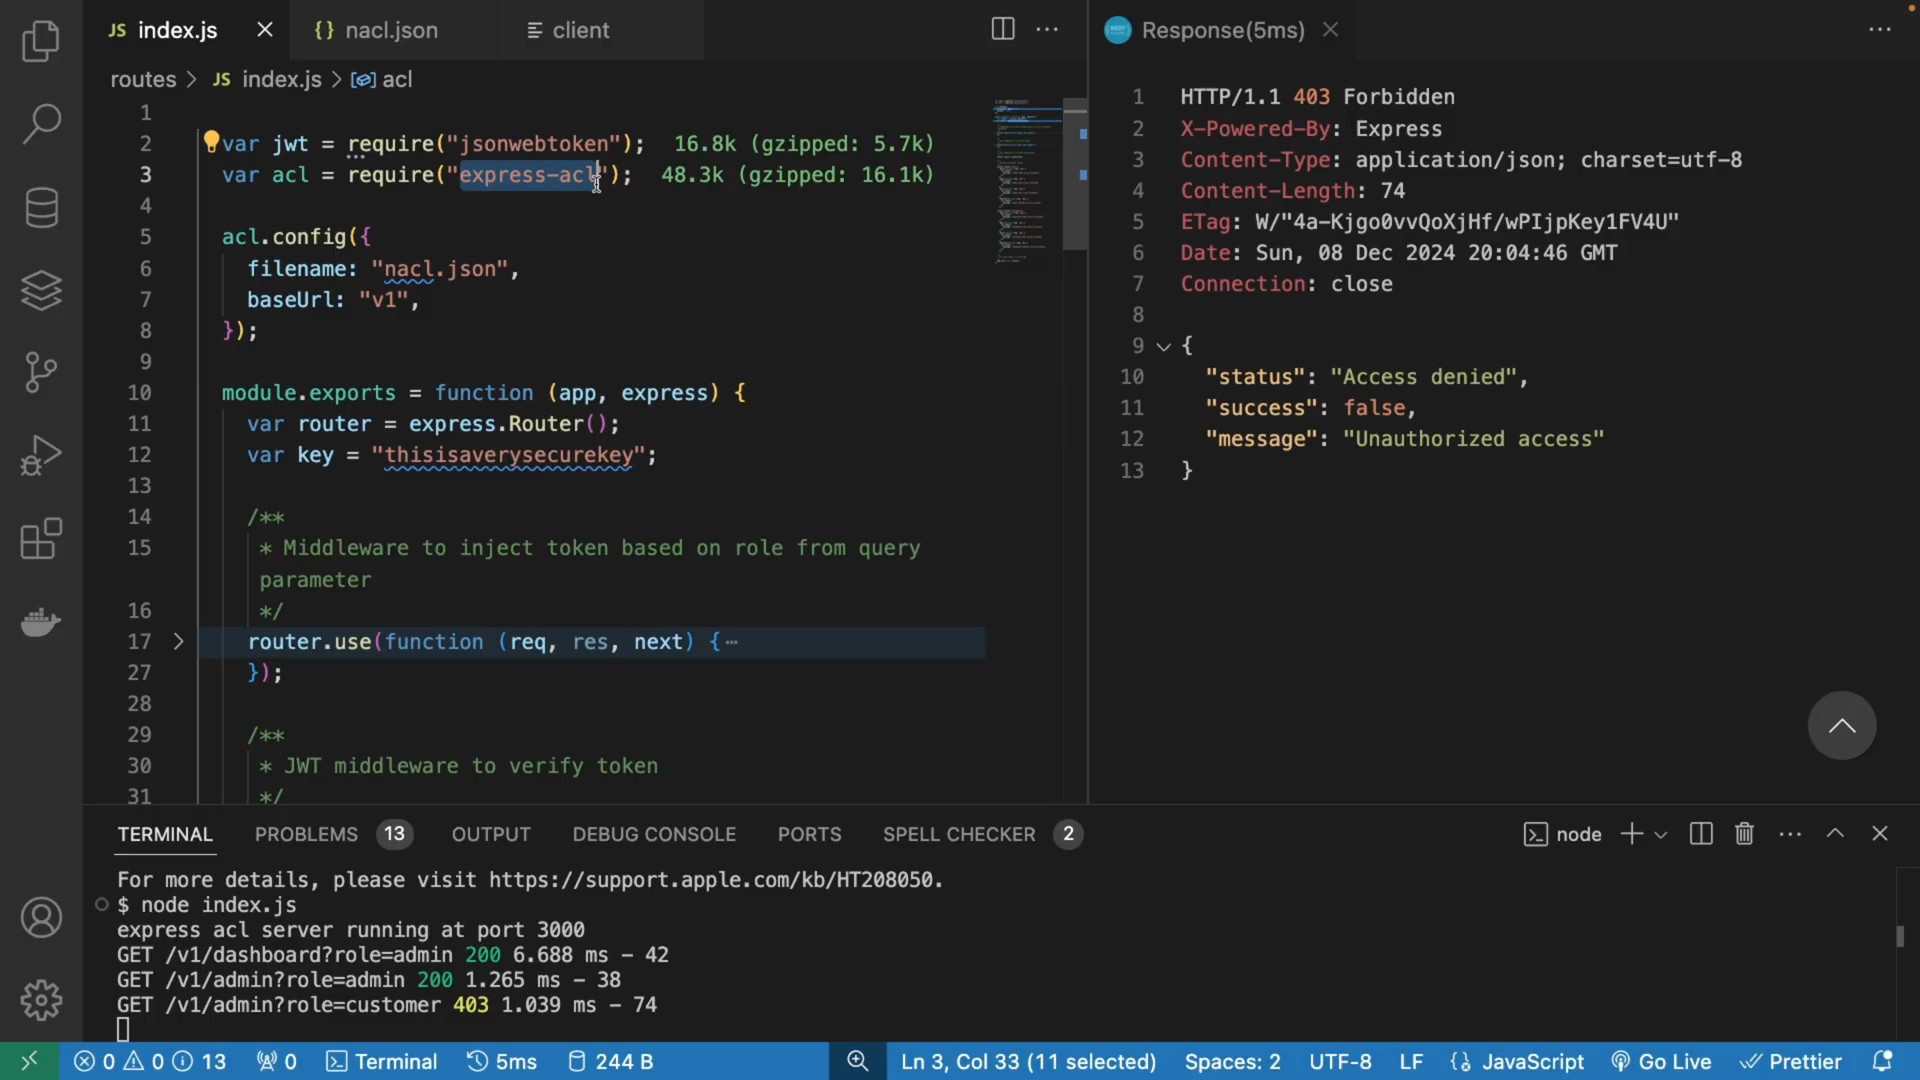 JS index.js
{} nacl.json
client
Response(5ms)
routes > JS index.js > acl
1
2 var jwt = require("jsonwebtoken"); 16.8k (gzipped: 5.7k)
3 var acl = require("express-acl"); 48.3k (gzipped: 16.1k)
4
5 acl.config({
6 filename: "nacl.json",
7 baseUrl: "v1",
8 });
9
10 module.exports = function (app, express) {
11 var router = express.Router();
12 var key = "thisisaverysecurekey";
13
14 /**
15 * Middleware to inject token based on role from query
parameter
16 */
17 router.use(function (req, res, next) {⋯
27 });
28
29 /**
30 * JWT middleware to verify token
31 */
1 HTTP/1.1 403 Forbidden
2 X-Powered-By: Express
3 Content-Type: application/json; charset=utf-8
4 Content-Length: 74
5 ETag: W/"4a-Kjgo0vvQoXjHf/wPIjpKey1FV4U"
6 Date: Sun, 08 Dec 2024 20:04:46 GMT
7 Connection: close
8
9 {
10 "status": "Access denied",
11 "success": false,
12 "message": "Unauthorized access"
13 }
TERMINAL PROBLEMS 13 OUTPUT DEBUG CONSOLE PORTS SPELL CHECKER 2 node
For more details, please visit https://support.apple.com/kb/HT208050.
$ node index.js
express acl server running at port 3000
GET /v1/dashboard?role=admin 200 6.688 ms - 42
GET /v1/admin?role=admin 200 1.265 ms - 38
GET /v1/admin?role=customer 403 1.039 ms - 74
0 0 13 0 Terminal 5ms 244 B Ln 3, Col 33 (11 selected) Spaces: 2 UTF-8 LF {} JavaScript Go Live Prettier